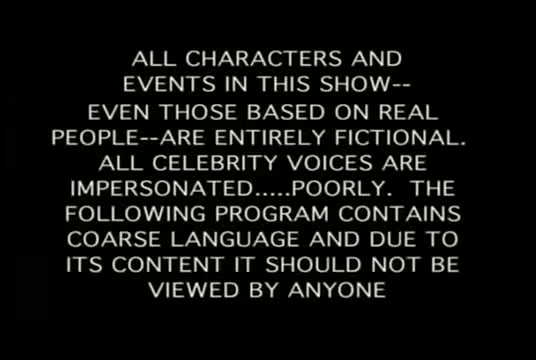 ALL CHARACTERS AND
EVENTS IN THIS SHOW--
EVEN THOSE BASED ON REAL
PEOPLE--ARE ENTIRELY FICTIONAL.
ALL CELEBRITY VOICES ARE
IMPERSONATED.....POORLY. THE
FOLLOWING PROGRAM CONTAINS
COARSE LANGUAGE AND DUE TO
ITS CONTENT IT SHOULD NOT BE
VIEWED BY ANYONE